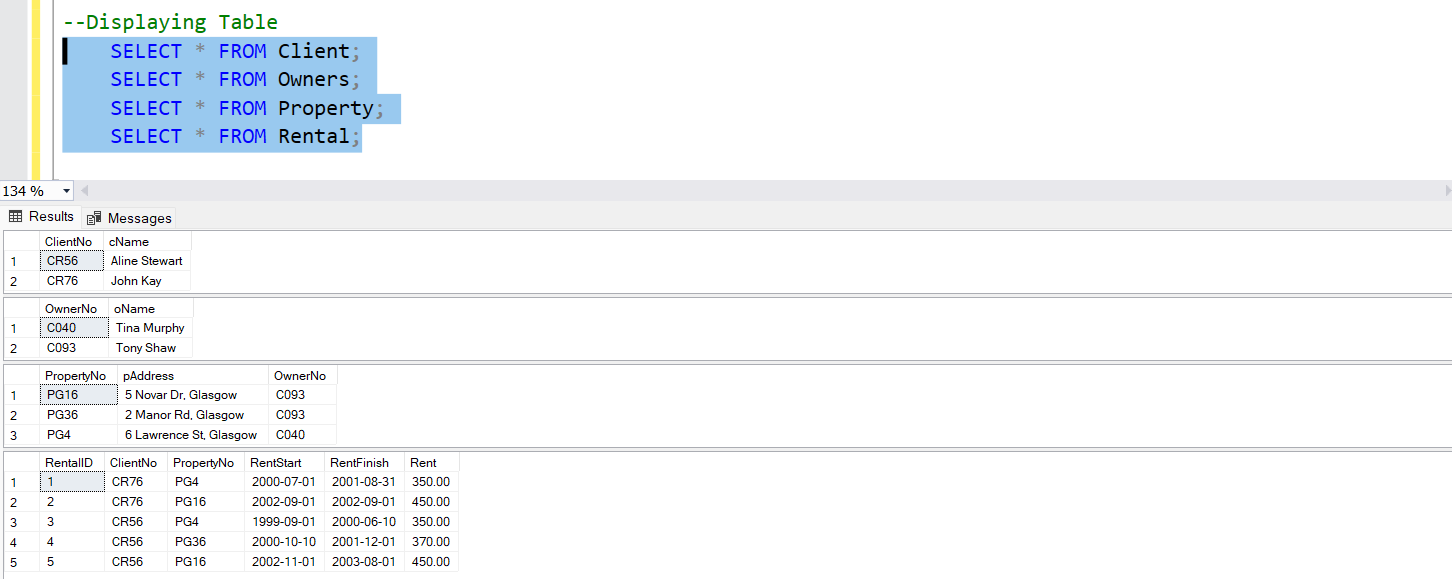 --Displaying Table
SELECT * FROM Client;
SELECT * FROM Owners;
SELECT * FROM Property;
SELECT * FROM Rental;
134 %
Results Messages
ClientNo cName
1 CR56 Aline Stewart
2 CR76 John Kay
OwnerNo oName
1 C040 Tina Murphy
2 C093 Tony Shaw
PropertyNo pAddress OwnerNo
1 PG16 5 Novar Dr, Glasgow C093
2 PG36 2 Manor Rd, Glasgow C093
3 PG4 6 Lawrence St, Glasgow C040
RentalID ClientNo PropertyNo RentStart RentFinish Rent
1 1 CR76 PG4 2000-07-01 2001-08-31 350.00
2 2 CR76 PG16 2002-09-01 2002-09-01 450.00
3 3 CR56 PG4 1999-09-01 2000-06-10 350.00
4 4 CR56 PG36 2000-10-10 2001-12-01 370.00
5 5 CR56 PG16 2002-11-01 2003-08-01 450.00